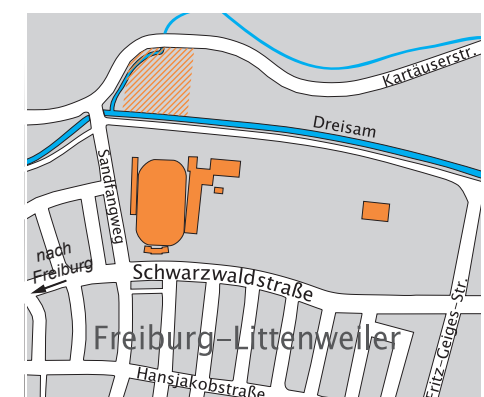 Kartäuserstr.
Dreisam
Sandfangweg
nach
Freiburg
Schwarzwaldstraße
Freiburg-Littenweiler
Fritz-Geiges-Str.
Hansjakobstraße